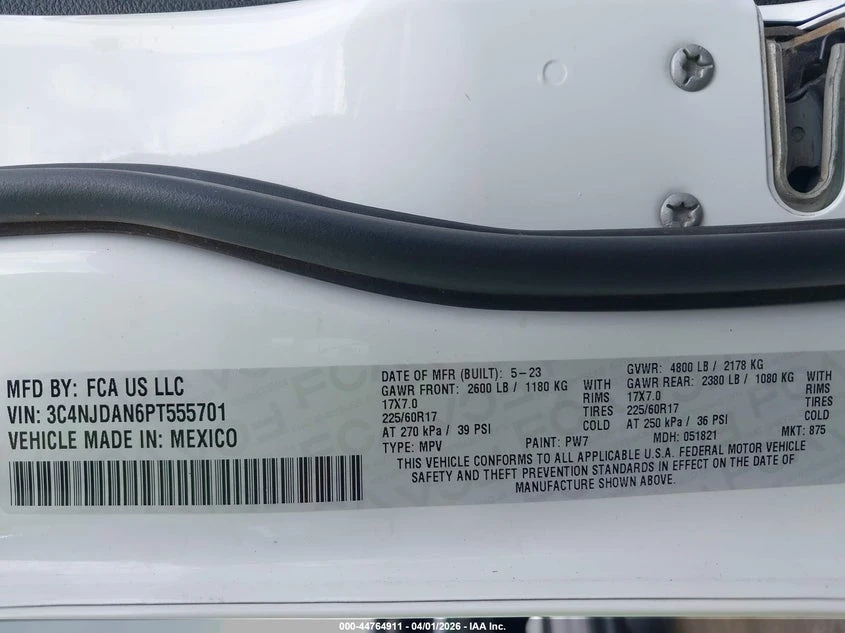 MFD BY: FCA US LLC
VIN: 3C4NJDAN6PT555701
VEHICLE MADE IN: MEXICO
DATE OF MFR (BUILT): 5-23 GVWR: 4800 LB / 2178 KG
GAWR FRONT: 2600 LB / 1180 KG WITH GAWR REAR: 2380 LB / 1080 KG WITH
17X7.0 RIMS 17X7.0 RIMS
225/60R17 TIRES 225/60R17 TIRES
AT 270 kPa / 39 PSI COLD AT 250 kPa / 36 PSI COLD
TYPE: MPV PAINT: PW7 MDH: 051821 MKT: 875
THIS VEHICLE CONFORMS TO ALL APPLICABLE U.S.A. FEDERAL MOTOR VEHICLE
SAFETY AND THEFT PREVENTION STANDARDS IN EFFECT ON THE DATE OF
MANUFACTURE SHOWN ABOVE.
000-44764911 - 04/01/2026 - IAA Inc.